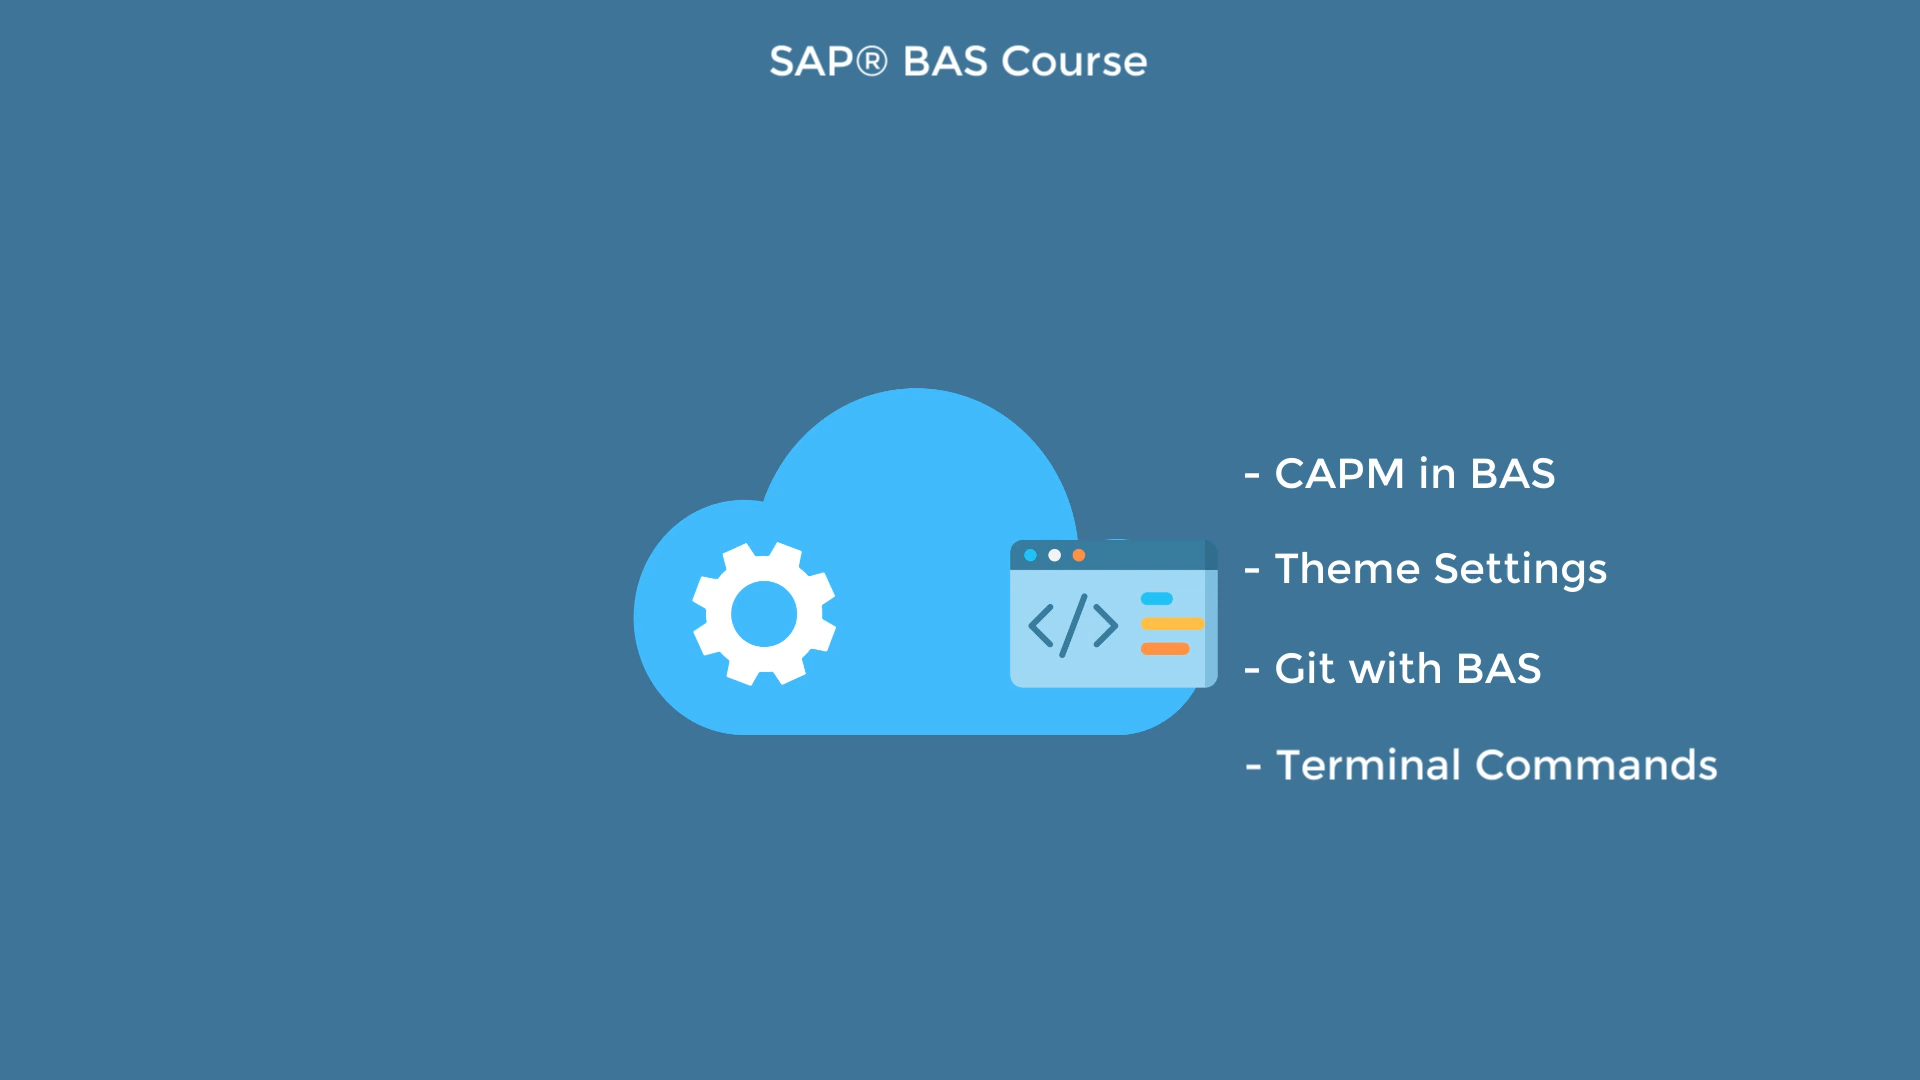 SAP® BAS Course
- CAPM in BAS
- Theme Settings
- Git with BAS
- Terminal Commands